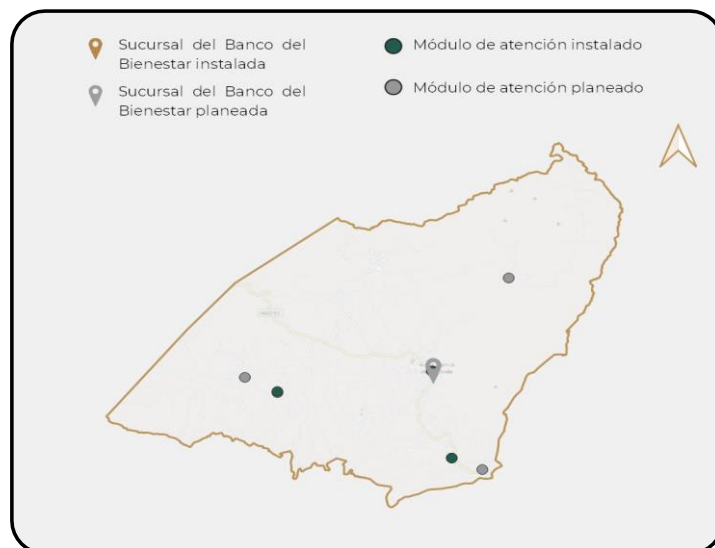 Sucursal del Banco del
Bienestar instalada
Sucursal del Banco del
Bienestar planeada
Módulo de atención instalado
Módulo de atención planeado